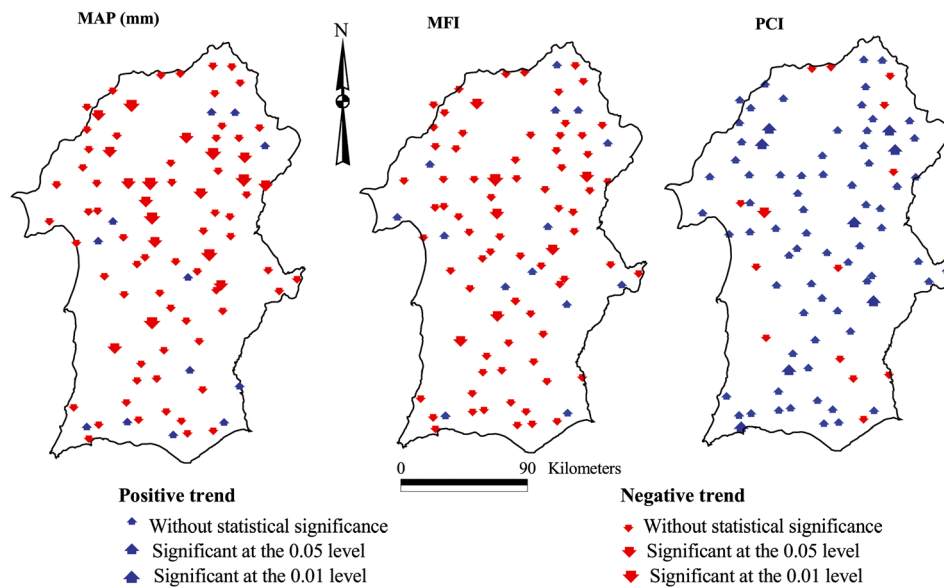 MAP (mm)
N
MFI
PCI
0 90 Kilometers
Positive trend
Without statistical significance
Significant at the 0.05 level
Significant at the 0.01 level
Negative trend
Without statistical significance
Significant at the 0.05 level
Significant at the 0.01 level